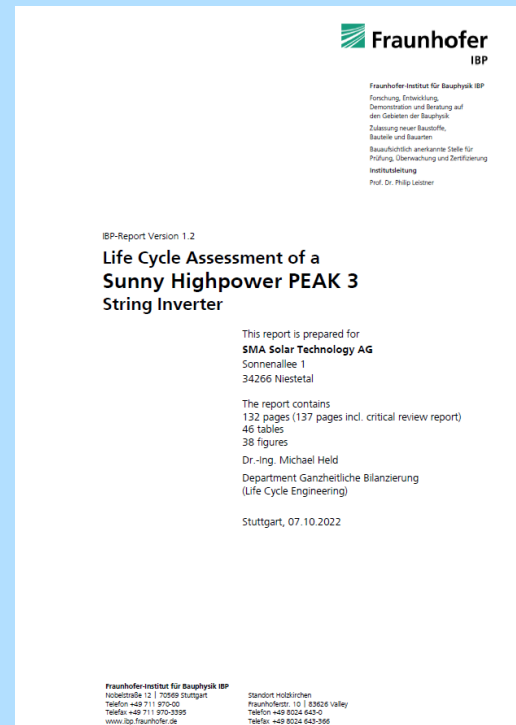 Fraunhofer
IBP
Fraunhofer-Institut für Bauphysik IBP
Forschung, Entwicklung,
Demonstration und Beratung auf
den Gebieten der Bauphysik
Zulassung neuer Baustoffe,
Bauteile und Bauarten
Bauaufsichtlich anerkannte Stelle für
Prüfung, Überwachung und Zertifizierung
Institutsleitung
Prof. Dr. Philip Leistner
IBP-Report Version 1.2
Life Cycle Assessment of a
Sunny Highpower PEAK 3
String Inverter
This report is prepared for
SMA Solar Technology AG
Sonnenallee 1
34266 Niestetal
The report contains
132 pages (137 pages incl. critical review report)
46 tables
38 figures
Dr.-Ing. Michael Held
Department Ganzheitliche Bilanzierung
(Life Cycle Engineering)
Stuttgart, 07.10.2022
Fraunhofer-Institut für Bauphysik IBP
Nobelstraße 12 | 70569 Stuttgart
Telefon +49 711 970-00
Telefax +49 711 970-3395
www.ibp.fraunhofer.de
Standort Holzkirchen
Fraunhoferstr. 10 | 83626 Valley
Telefon +49 8024 643-0
Telefax +49 8024 643-366